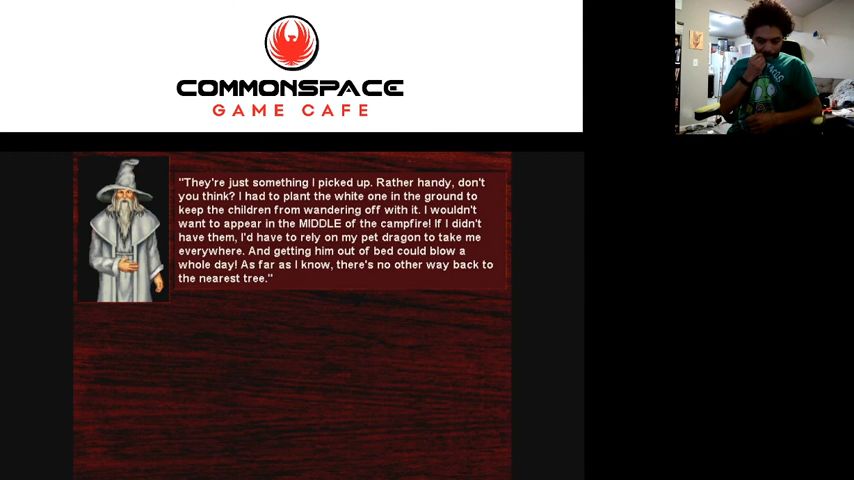 COMMONSPACE
GAME CAFE
"They're just something I picked up. Rather handy, don't
you think? I had to plant the white one in the ground to
keep the children from wandering off with it. I wouldn't
want to appear in the MIDDLE of the campfire! If I didn't
have them, I'd have to rely on my pet dragon to take me
everywhere. And getting him out of bed could blow a
whole day! As far as I know, there's no other way back to
the nearest tree."